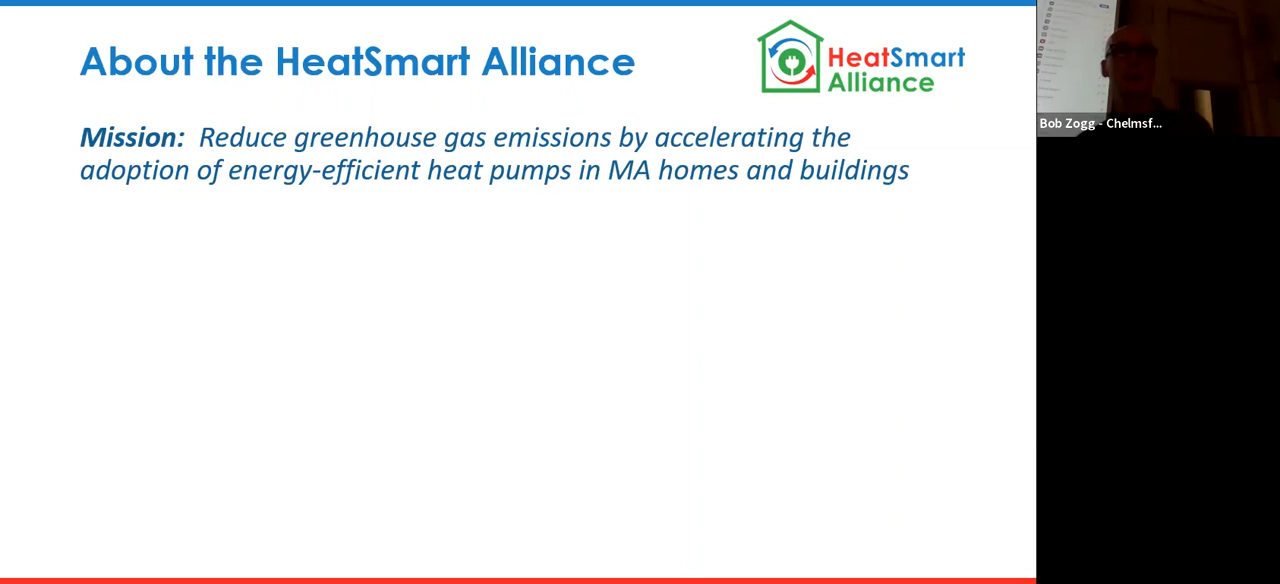 About the HeatSmart Alliance
HeatSmart
Alliance
Mission: Reduce greenhouse gas emissions by accelerating the
adoption of energy-efficient heat pumps in MA homes and buildings
Bob Zogg - Chelmsf...